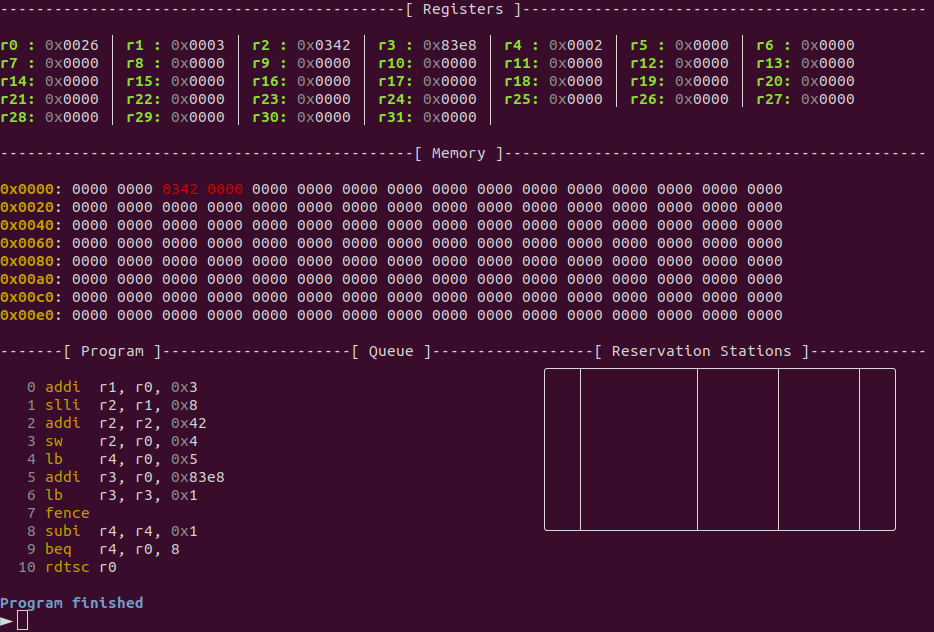 ---------------------------------------------[ Registers ]---------------------------------------------
r0 : 0x0026 │ r1 : 0x0003 │ r2 : 0x0342 │ r3 : 0x83e8 │ r4 : 0x0002 │ r5 : 0x0000 │ r6 : 0x0000
r7 : 0x0000 │ r8 : 0x0000 │ r9 : 0x0000 │ r10: 0x0000 │ r11: 0x0000 │ r12: 0x0000 │ r13: 0x0000
r14: 0x0000 │ r15: 0x0000 │ r16: 0x0000 │ r17: 0x0000 │ r18: 0x0000 │ r19: 0x0000 │ r20: 0x0000
r21: 0x0000 │ r22: 0x0000 │ r23: 0x0000 │ r24: 0x0000 │ r25: 0x0000 │ r26: 0x0000 │ r27: 0x0000
r28: 0x0000 │ r29: 0x0000 │ r30: 0x0000 │ r31: 0x0000 │
----------------------------------------------[ Memory ]-----------------------------------------------
0x0000: 0000 0000 0342 0000 0000 0000 0000 0000 0000 0000 0000 0000 0000 0000 0000 0000
0x0020: 0000 0000 0000 0000 0000 0000 0000 0000 0000 0000 0000 0000 0000 0000 0000 0000
0x0040: 0000 0000 0000 0000 0000 0000 0000 0000 0000 0000 0000 0000 0000 0000 0000 0000
0x0060: 0000 0000 0000 0000 0000 0000 0000 0000 0000 0000 0000 0000 0000 0000 0000 0000
0x0080: 0000 0000 0000 0000 0000 0000 0000 0000 0000 0000 0000 0000 0000 0000 0000 0000
0x00a0: 0000 0000 0000 0000 0000 0000 0000 0000 0000 0000 0000 0000 0000 0000 0000 0000
0x00c0: 0000 0000 0000 0000 0000 0000 0000 0000 0000 0000 0000 0000 0000 0000 0000 0000
0x00e0: 0000 0000 0000 0000 0000 0000 0000 0000 0000 0000 0000 0000 0000 0000 0000 0000
-------[ Program ]---------------------[ Queue ]------------------[ Reservation Stations ]-------------
0 addi r1, r0, 0x3
1 slli r2, r1, 0x8
2 addi r2, r2, 0x42
3 sw r2, r0, 0x4
4 lb r4, r0, 0x5
5 addi r3, r0, 0x83e8
6 lb r3, r3, 0x1
7 fence
8 subi r4, r4, 0x1
9 beq r4, r0, 8
10 rdtsc r0
Program finished